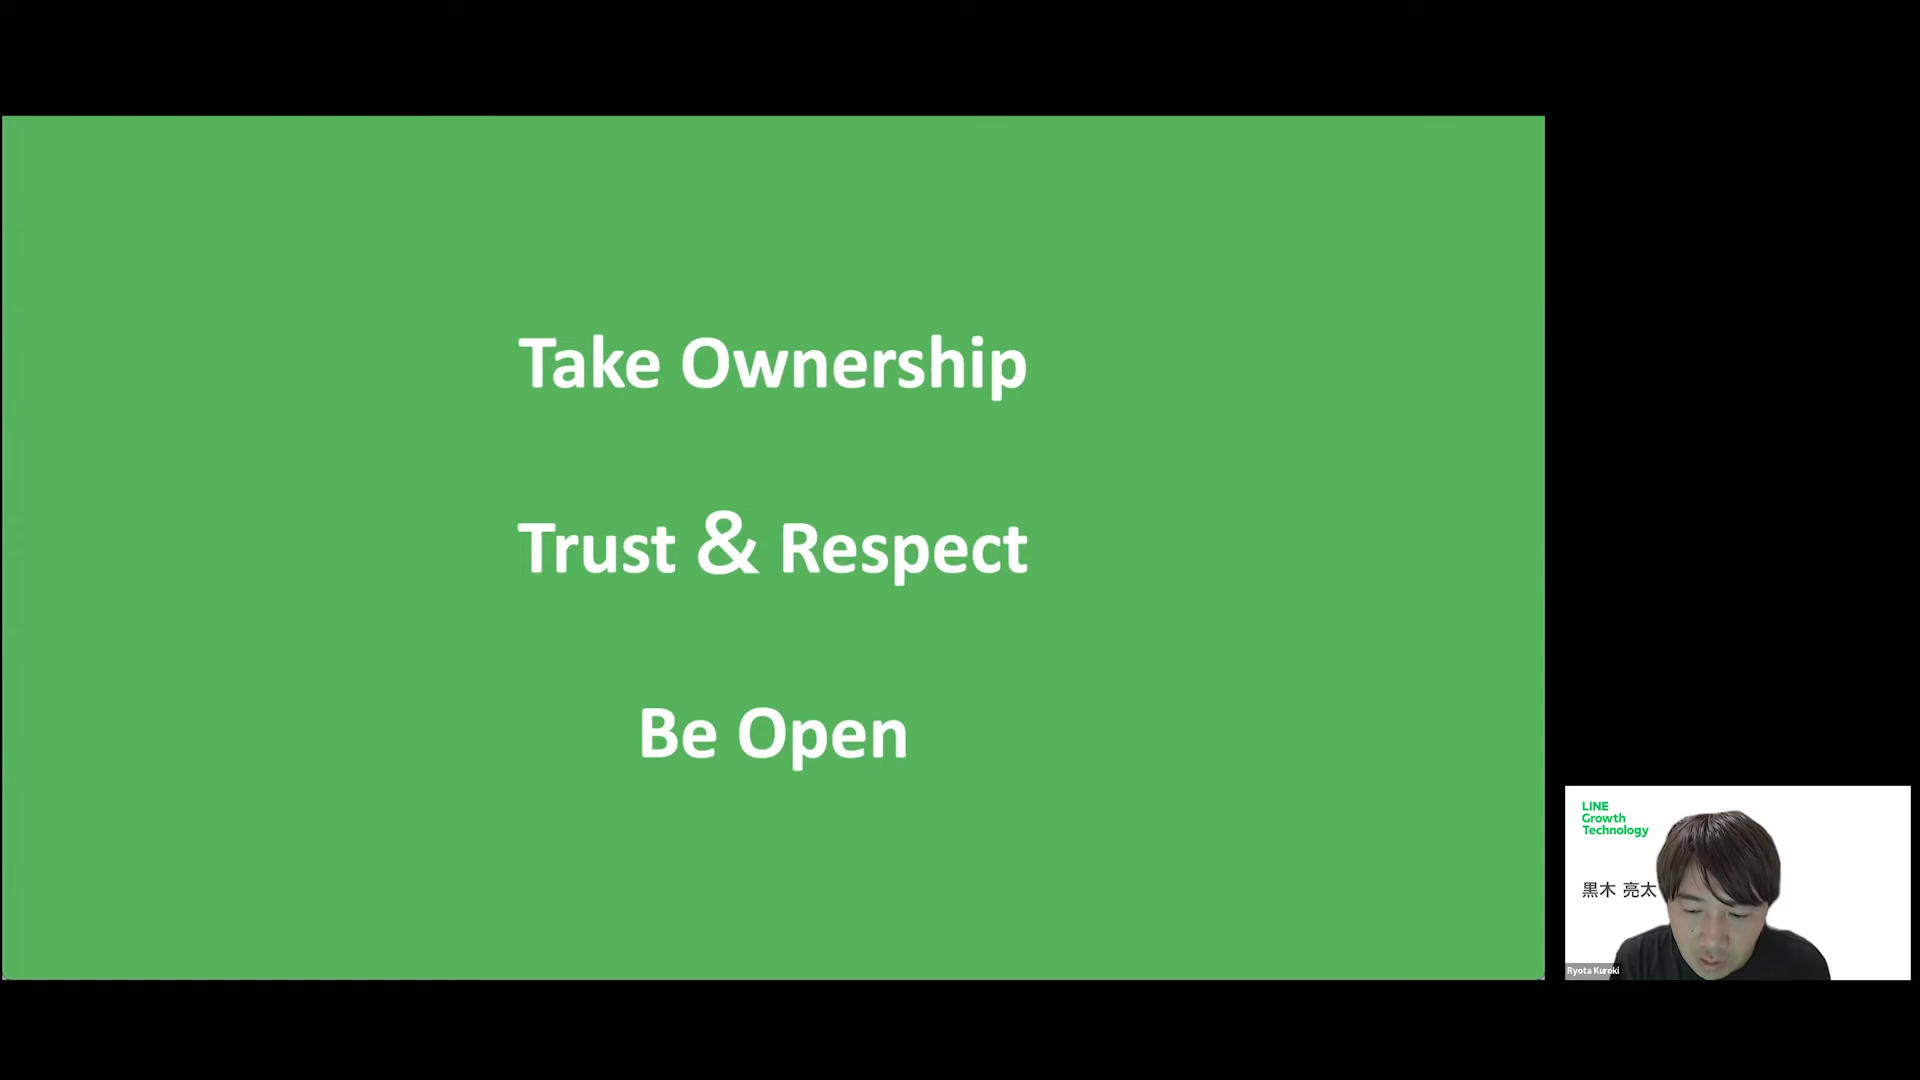 Take Ownership
Trust & Respect
Be Open
LINE
Growth
Technology
黒木 亮太
Ryota Kuroki